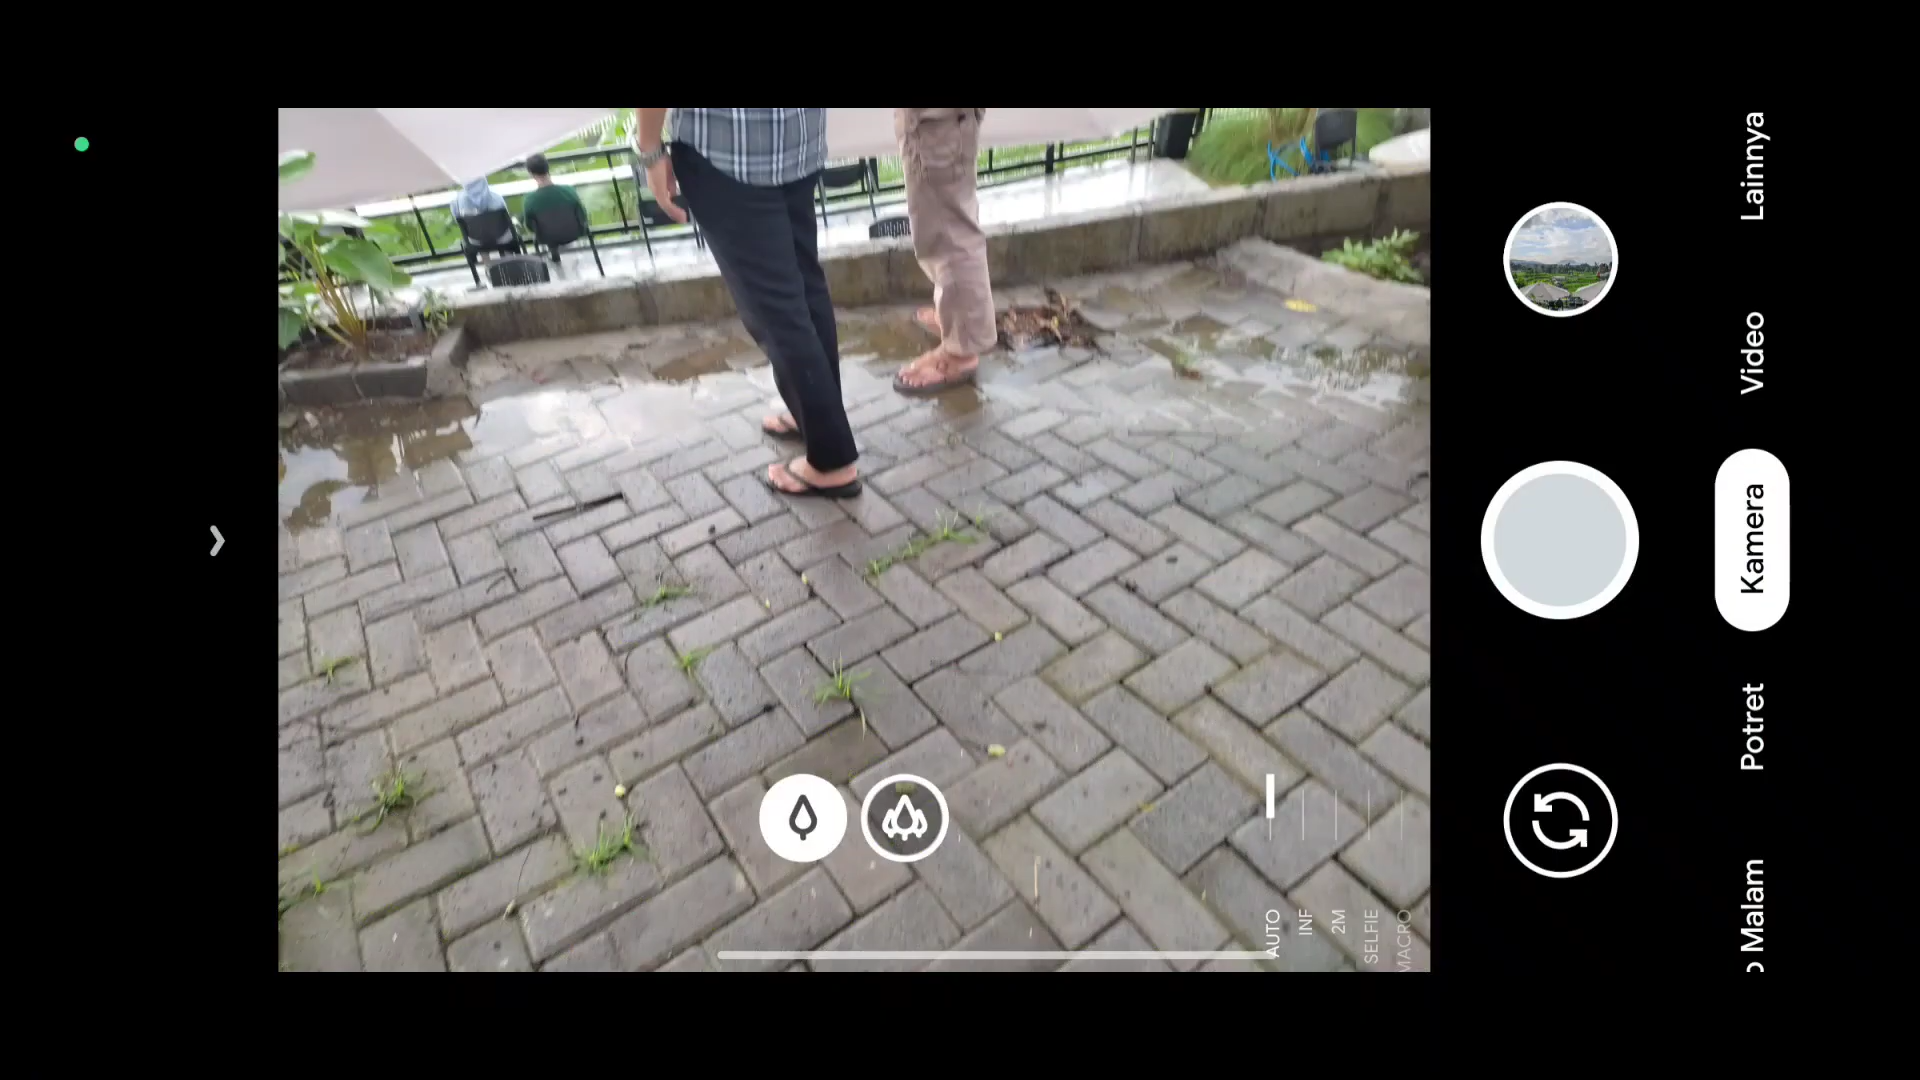 Lainnya
Video
Kamera
Potret
Malam
AUTO
INF
2M
SELFIE
MACRO